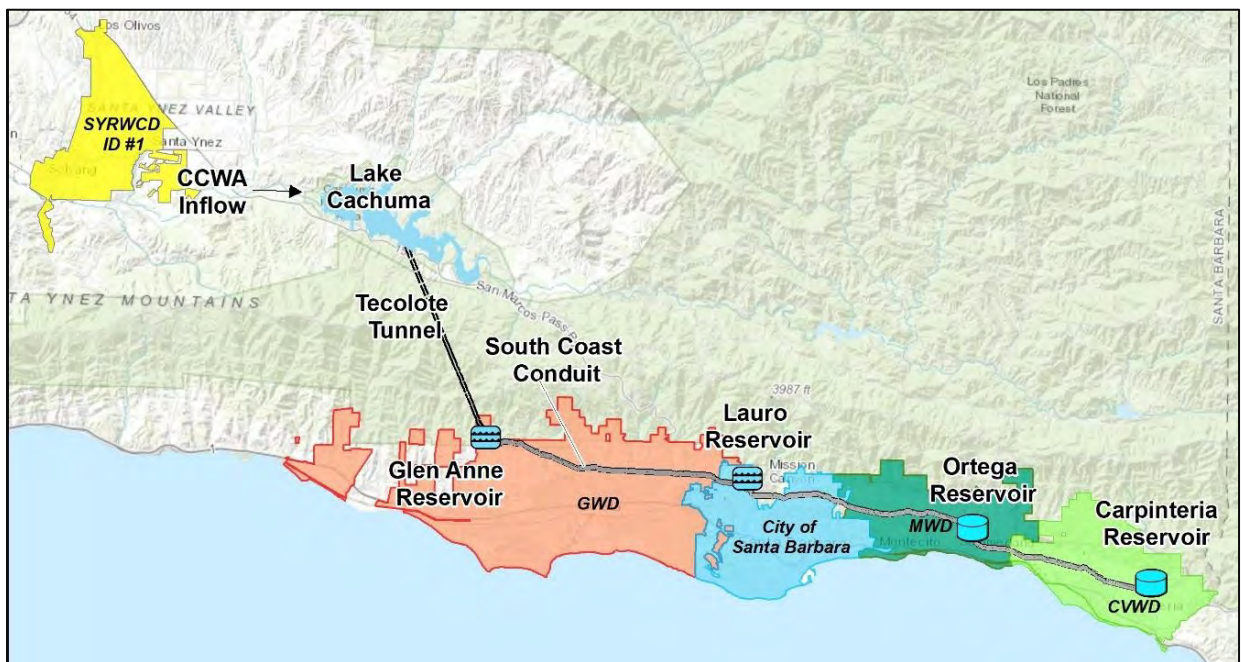 Los Olivos
SANTA YNEZ VALLEY
SYRWCD
ID #1
Santa Ynez
Solvang
CCWA
Inflow
Lake
Cachuma
Los Padres
National
Forest
SANTA BARBARA
TA YNEZ MOUNTAINS
Tecolote
Tunnel
San Marcos Pass
South Coast
Conduit
3987 ft
Lauro
Reservoir
Mission
Canyon
Glen Anne
Reservoir
GWD
City of
Santa Barbara
Ortega
Reservoir
MWD
Montecito
Carpinteria
Reservoir
CVWD